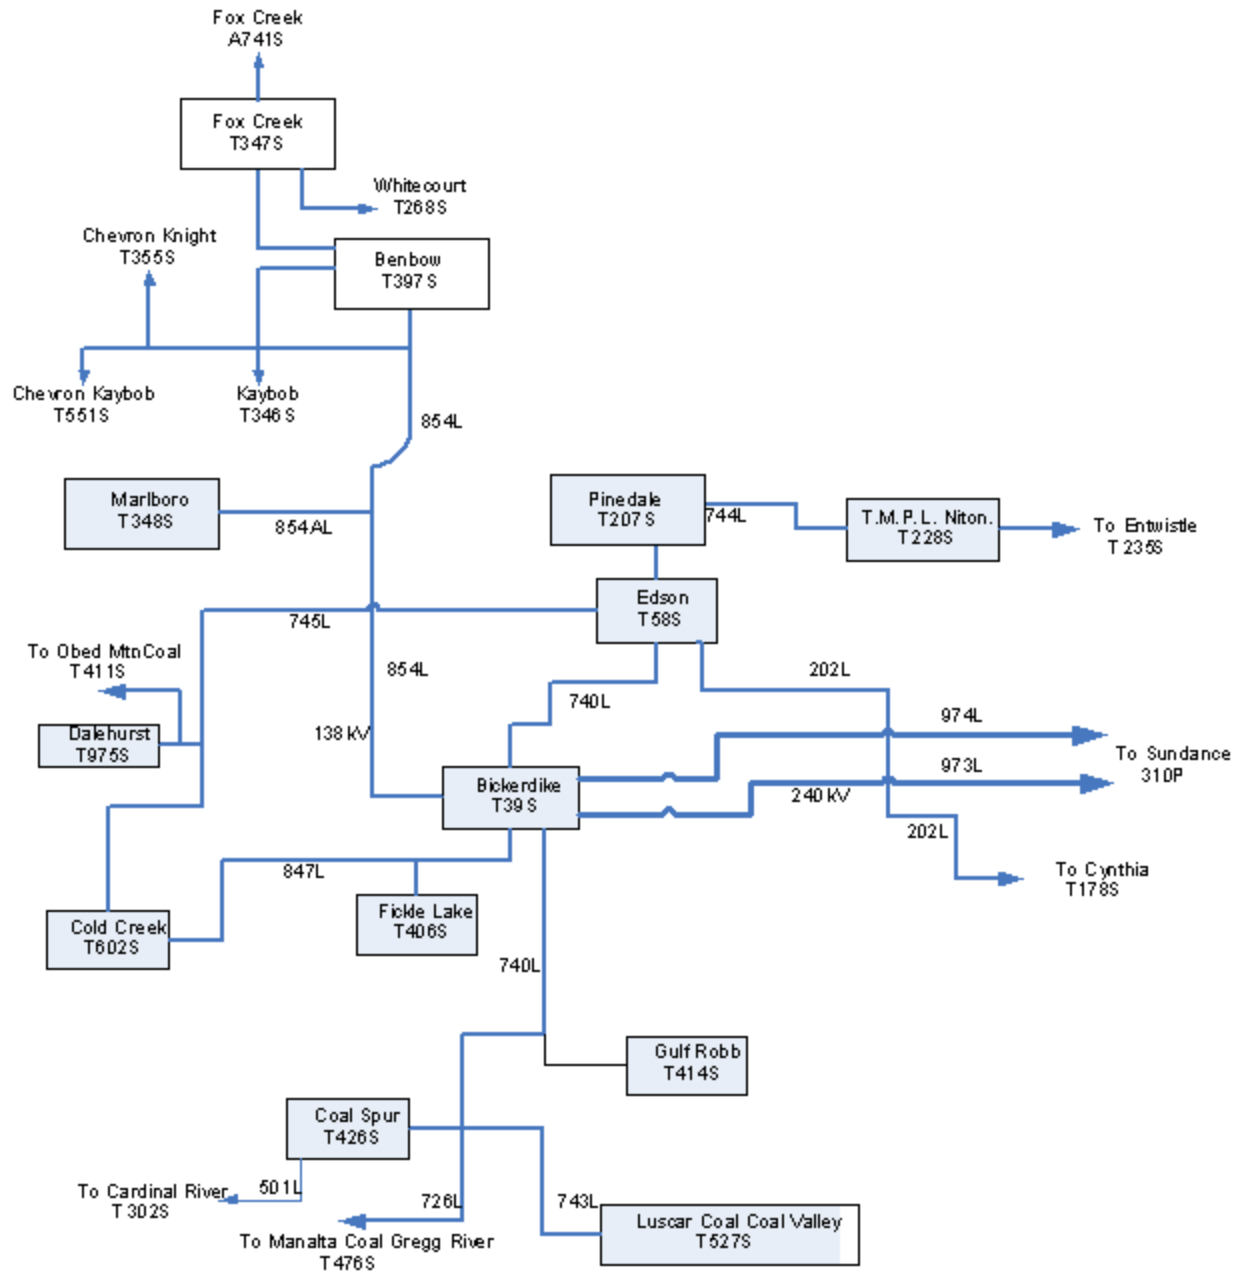 Fox Creek
A741S
Fox Creek
T347S
Whitecourt
T268S
Chevron Knight
T355S
Benbow
T397S
Chevron Kaybob
T551S
Kaybob
T346S
854L
Marlboro
T348S
854AL
Pinedale
T207S
744L
T.M.P.L. Niton.
T228S
To Entwistle
T235S
Edson
T58S
745L
To Obed MtnCoal
T411S
854L
202L
740L
974L
Dalehurst
T975S
138 kV
To Sundance
310P
973L
Bickerdike
T39S
240 kV
202L
847L
To Cynthia
T178S
Fickle Lake
T406S
Cold Creek
T602S
740L
Gulf Robb
T414S
Coal Spur
T426S
501L
To Cardinal River
T302S
726L
743L
Luscar Coal Coal Valley
T527S
To Manalta Coal Gregg River
T476S